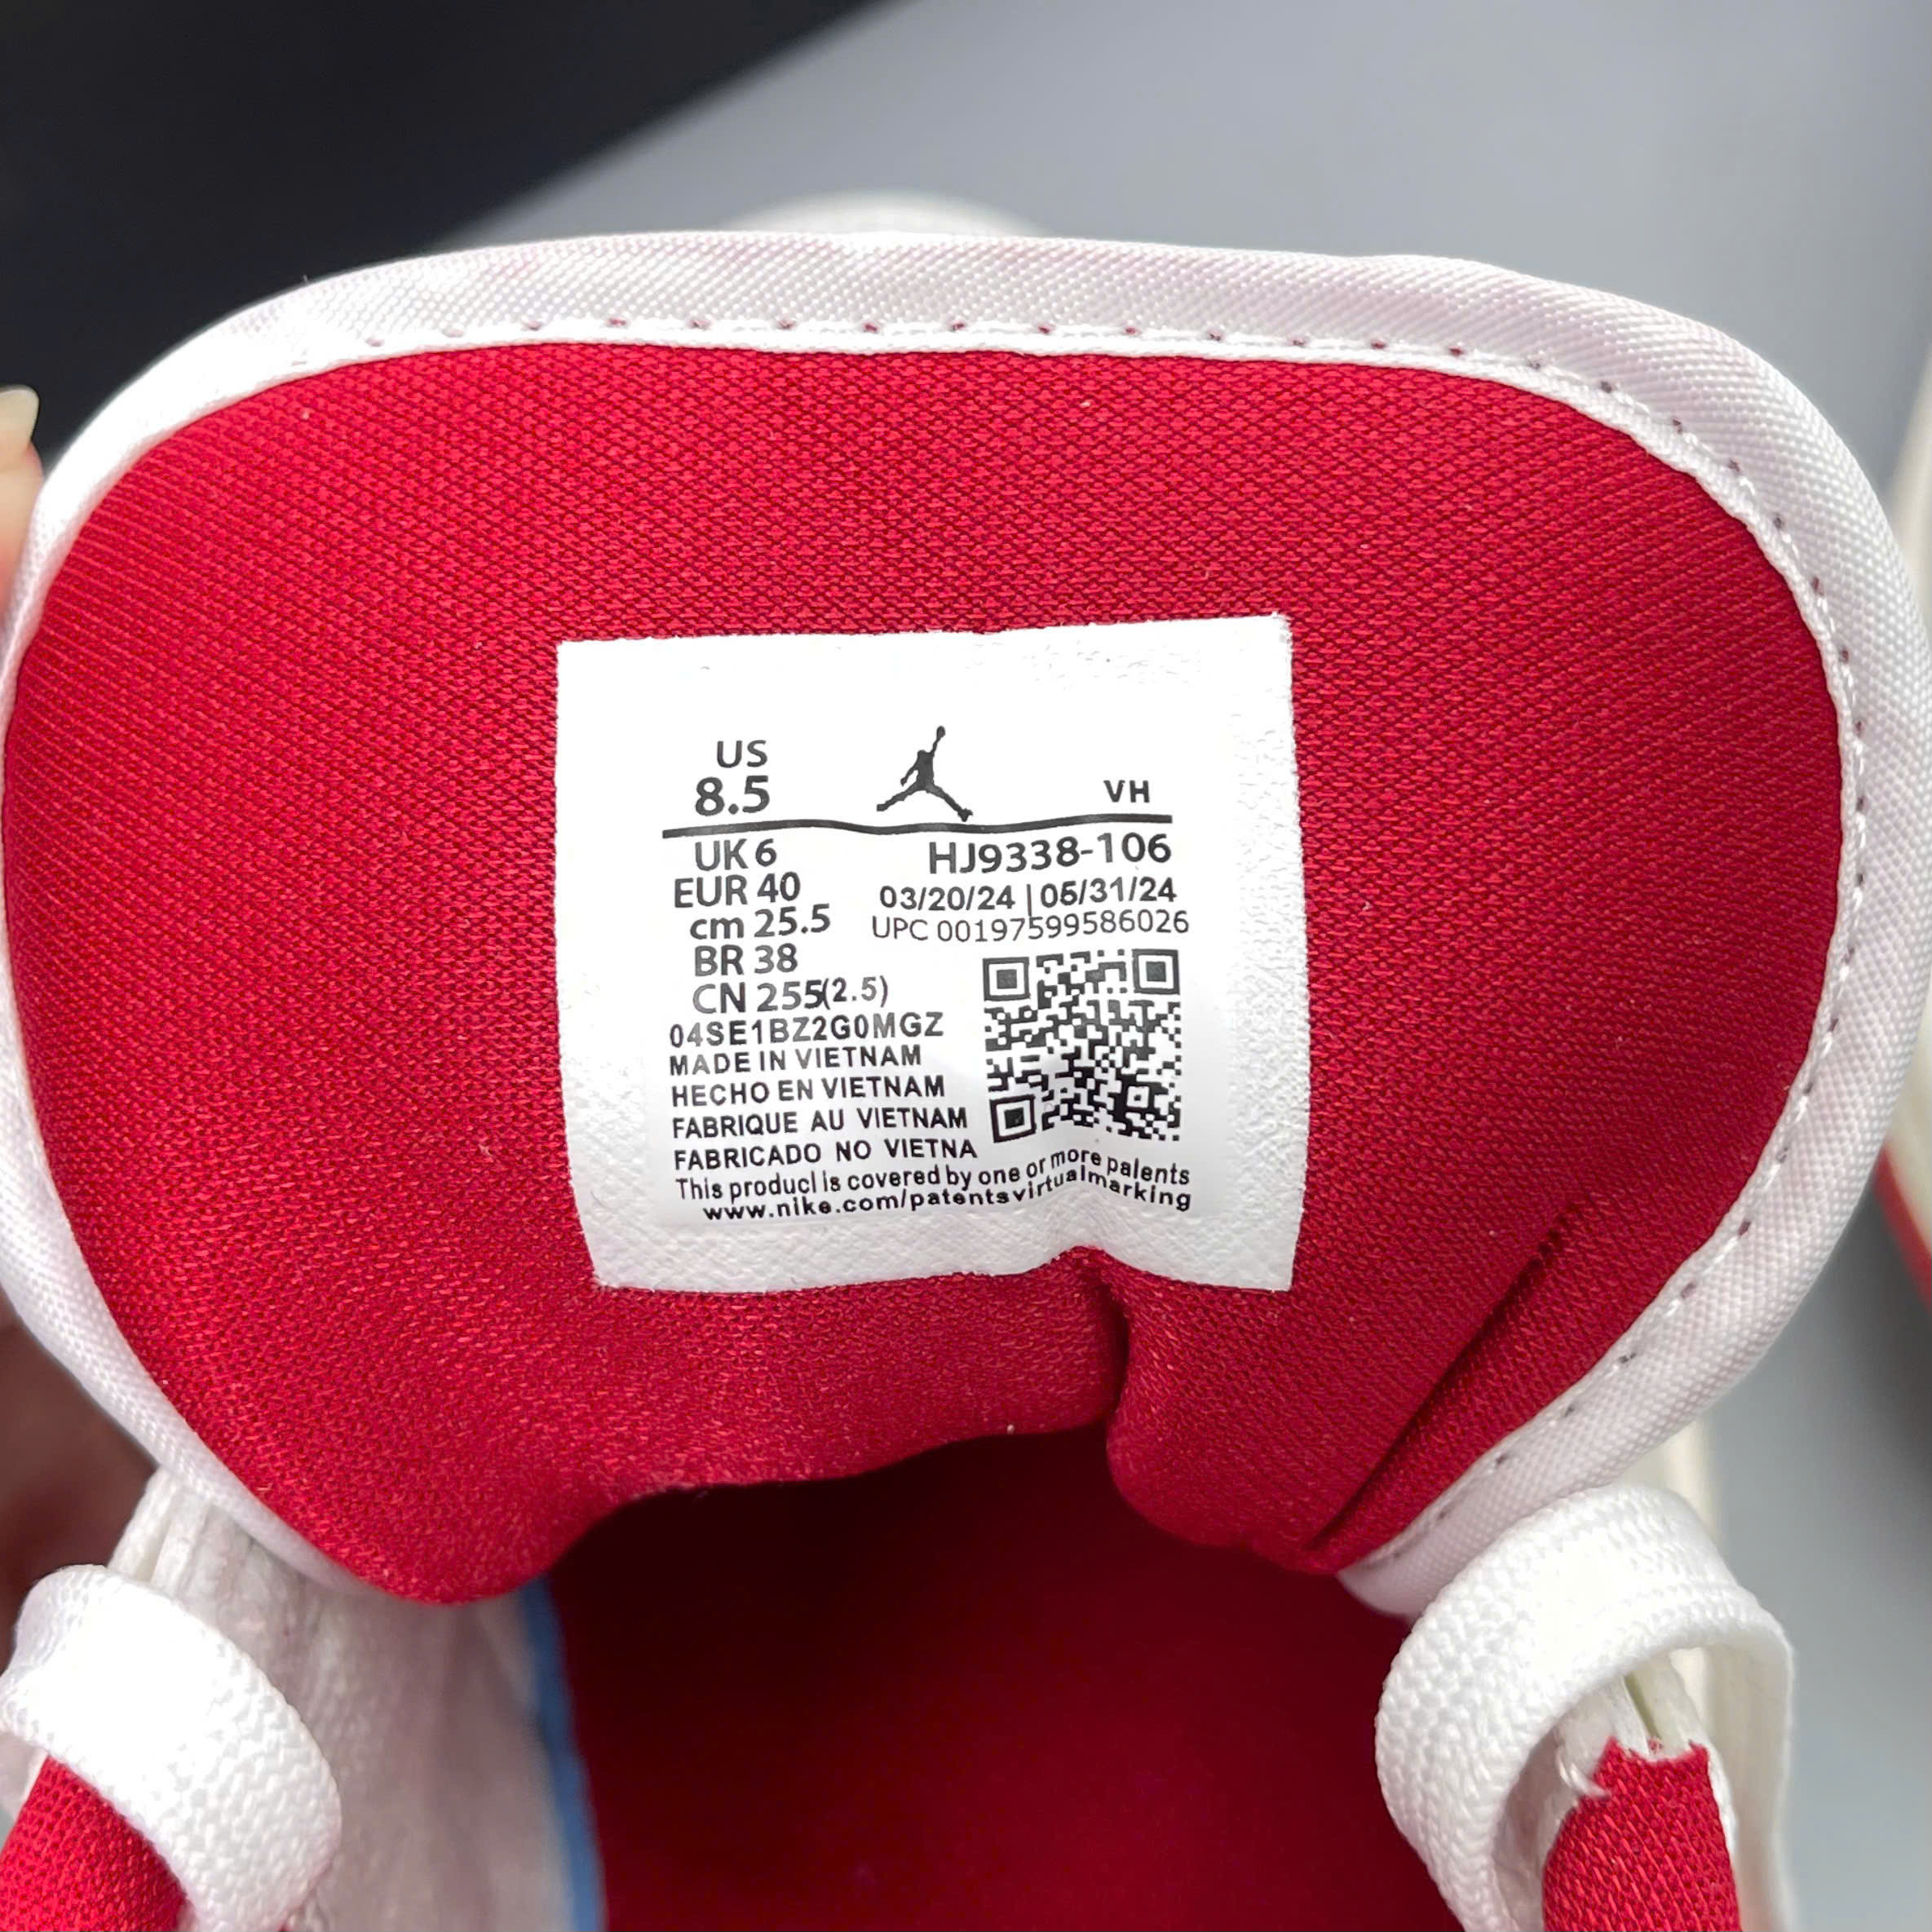 US
8.5
VH
UK 6
HJ9338-106
EUR 40
03/20/24 | 05/31/24
cm 25.5
UPC 00197599586026
BR 38
CN 255(2.5)
04SE1BZ2G0MGZ
MADE IN VIETNAM
HECHO EN VIETNAM
FABRIQUE AU VIETNAM
FABRICADO NO VIETNA
This producl is covered by one or more palents
www.nike.com/patentsvirtualmarking